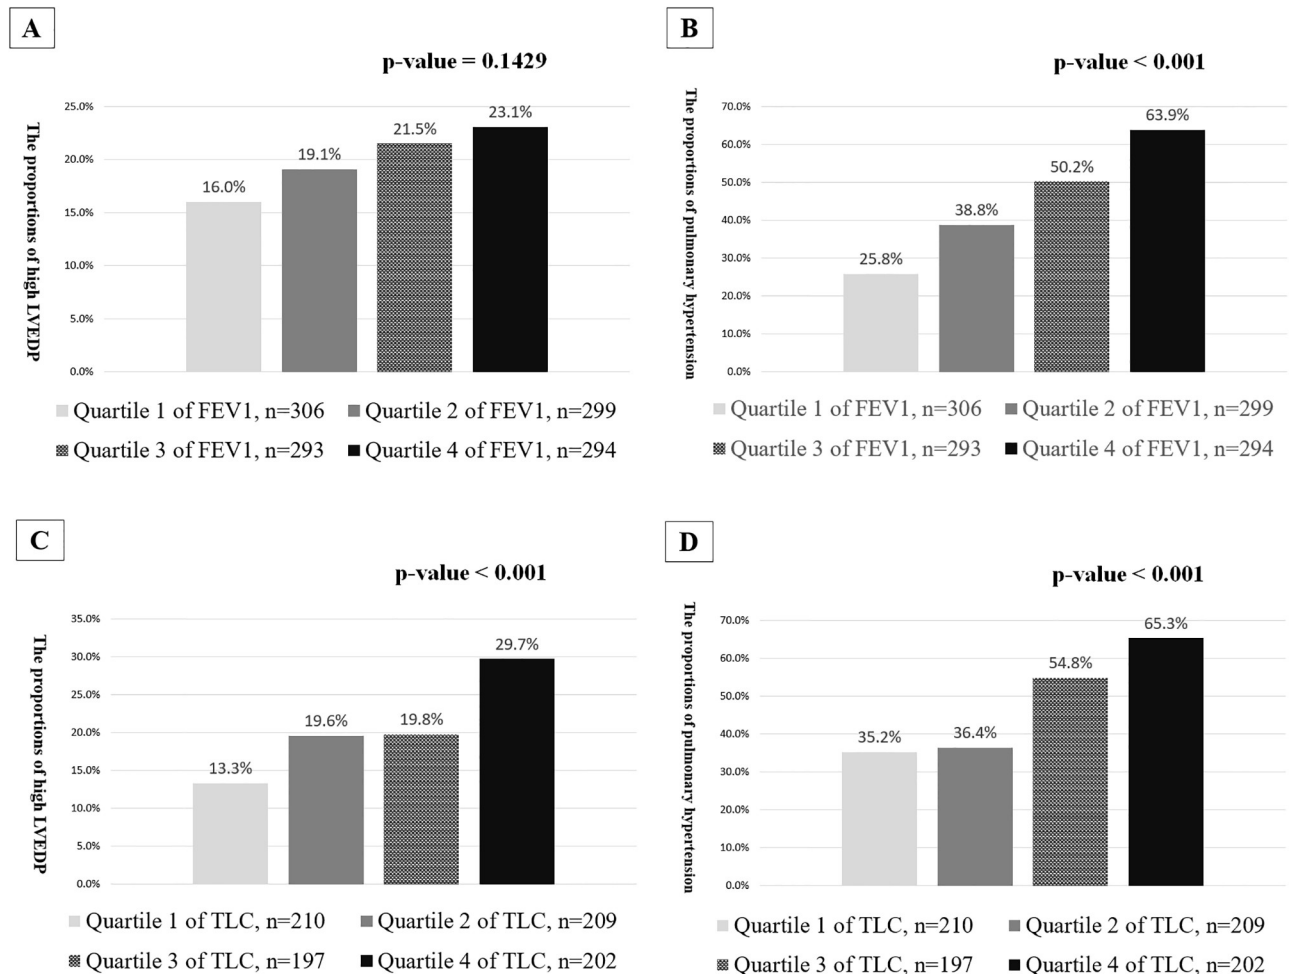 A
p-value = 0.1429
The proportions of high LVEDP
25.0%
20.0%
15.0%
10.0%
5.0%
0.0%
16.0%
19.1%
21.5%
23.1%
Quartile 1 of FEV1, n=306
Quartile 2 of FEV1, n=299
Quartile 3 of FEV1, n=293
Quartile 4 of FEV1, n=294
B
p-value < 0.001
The proportions of pulmonary hypertension
70.0%
60.0%
50.0%
40.0%
30.0%
20.0%
10.0%
0.0%
25.8%
38.8%
50.2%
63.9%
Quartile 1 of FEV1, n=306
Quartile 2 of FEV1, n=299
Quartile 3 of FEV1, n=293
Quartile 4 of FEV1, n=294
C
p-value < 0.001
The proportions of high LVEDP
35.0%
30.0%
25.0%
20.0%
15.0%
10.0%
5.0%
0.0%
13.3%
19.6%
19.8%
29.7%
Quartile 1 of TLC, n=210
Quartile 2 of TLC, n=209
Quartile 3 of TLC, n=197
Quartile 4 of TLC, n=202
D
p-value < 0.001
The proportions of pulmonary hypertension
70.0%
60.0%
50.0%
40.0%
30.0%
20.0%
10.0%
0.0%
35.2%
36.4%
54.8%
65.3%
Quartile 1 of TLC, n=210
Quartile 2 of TLC, n=209
Quartile 3 of TLC, n=197
Quartile 4 of TLC, n=202